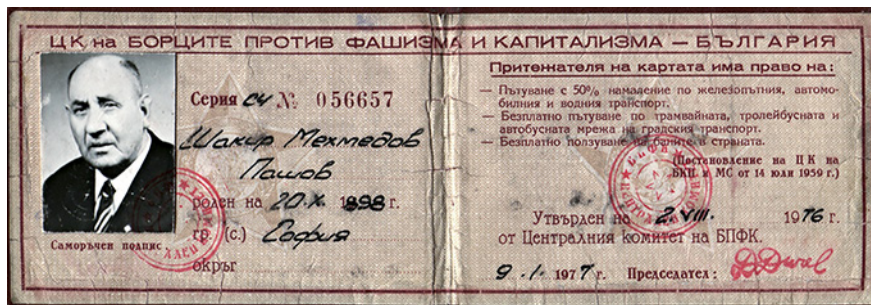 ЦК на БОРЦИТЕ ПРОТИВ ФАШИЗМА И КАПИТАЛИЗМА — БЪЛГАРИЯ
Серия СЧ № 056657
Шакир Мехмедов
Пашов
роден на 20.X. 1898 г.
гр. (с.) София
окръг
Саморъчен подпис.
Притежателя на картата има право на:
— Пътуване с 50% намаление по железопътния, автомо-
билния и водния транспорт.
— Безплатно пътуване по трамвайната, тролейбусната и
автобусната мрежа на градския транспорт.
— Безплатно ползуване на баните в страната.
(Постановление на ЦК на
БКП и МС от 14 юли 1959 г.)
Утвърден на 2.VIII. 1976 г.
от Централния комитет на БПФК.
9.I. 1977 г. Председател: